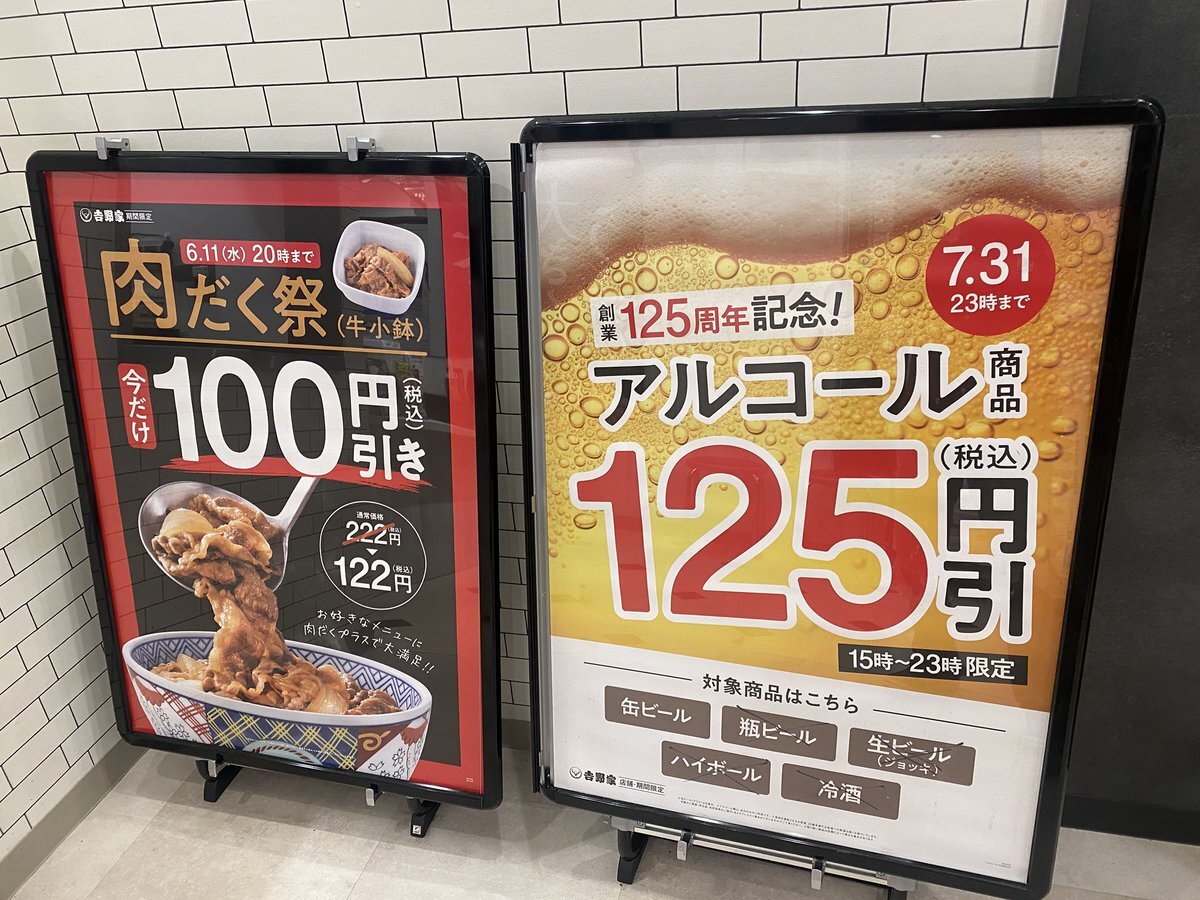 吉野家 期間限定
6.11(水) 20時まで
肉だく祭(牛小鉢)
今だけ
100円引き(税込)
通常価格
222円(税込)
122円(税込)
お好きなメニューに
肉だくプラスで大満足!!
7.31
23時まで
創業125周年記念!
アルコール商品
125円引(税込)
15時〜23時限定
対象商品はこちら
缶ビール
瓶ビール
生ビール
(ジョッキ)
ハイボール
冷酒
吉野家 店舗・期間限定